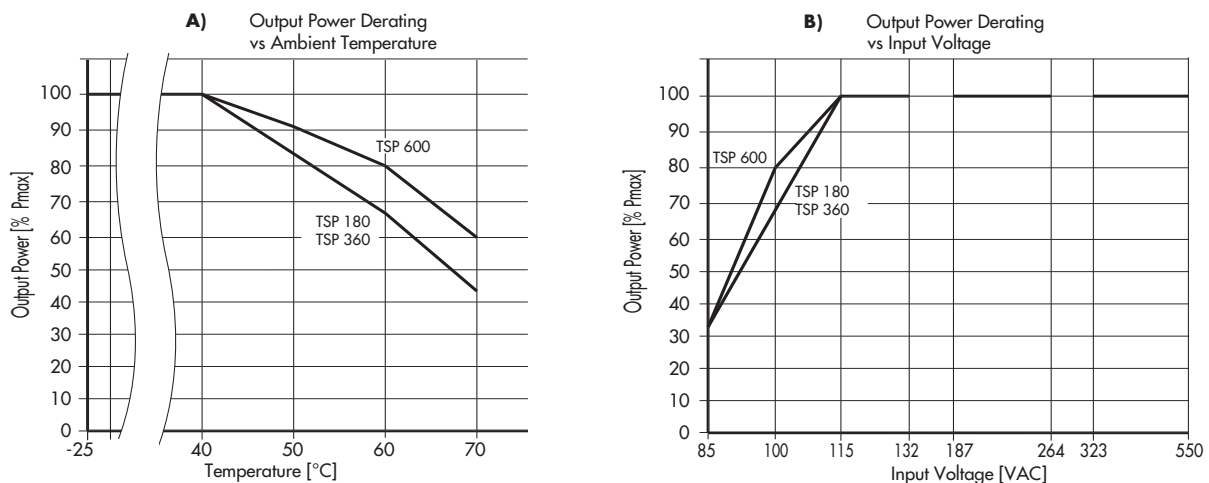 A) Output Power Derating
vs Ambient Temperature
Output Power [% Pmax]
100
90
80
70
60
50
40
30
20
10
0
TSP 600
TSP 180
TSP 360
-25 40 50 60 70
Temperature [°C]
B) Output Power Derating
vs Input Voltage
Output Power [% Pmax]
100
90
80
70
60
50
40
30
20
10
0
TSP 600
TSP 180
TSP 360
85 100 115 132 187 264 323 550
Input Voltage [VAC]